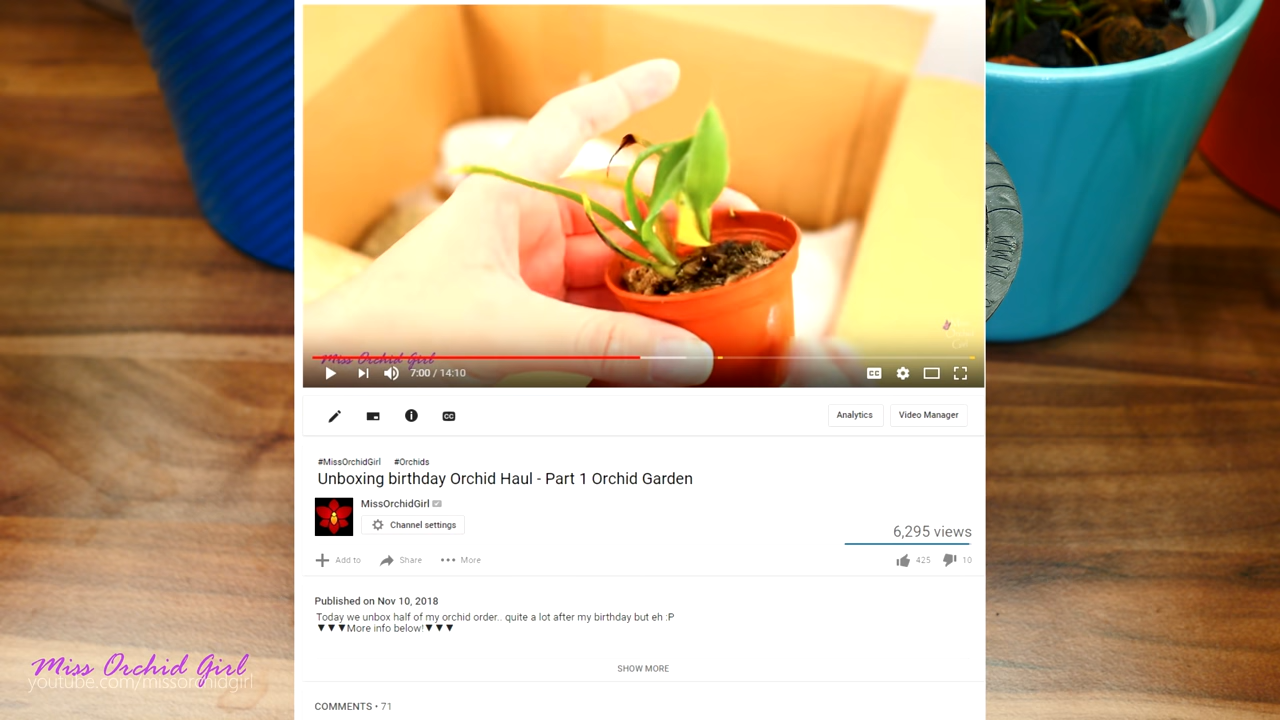 Miss Orchid Girl
7:00 / 14:10
CC
CC
Analytics
Video Manager
#MissOrchidGirl #Orchids
Unboxing birthday Orchid Haul - Part 1 Orchid Garden
MissOrchidGirl
Channel settings
6,295 views
Add to
Share
More
425
10
Published on Nov 10, 2018
Today we unbox half of my orchid order.. quite a lot after my birthday but eh :P
▼▼▼More info below!▼▼▼
SHOW MORE
COMMENTS • 71
Miss Orchid Girl
youtube.com/missorchidgirl